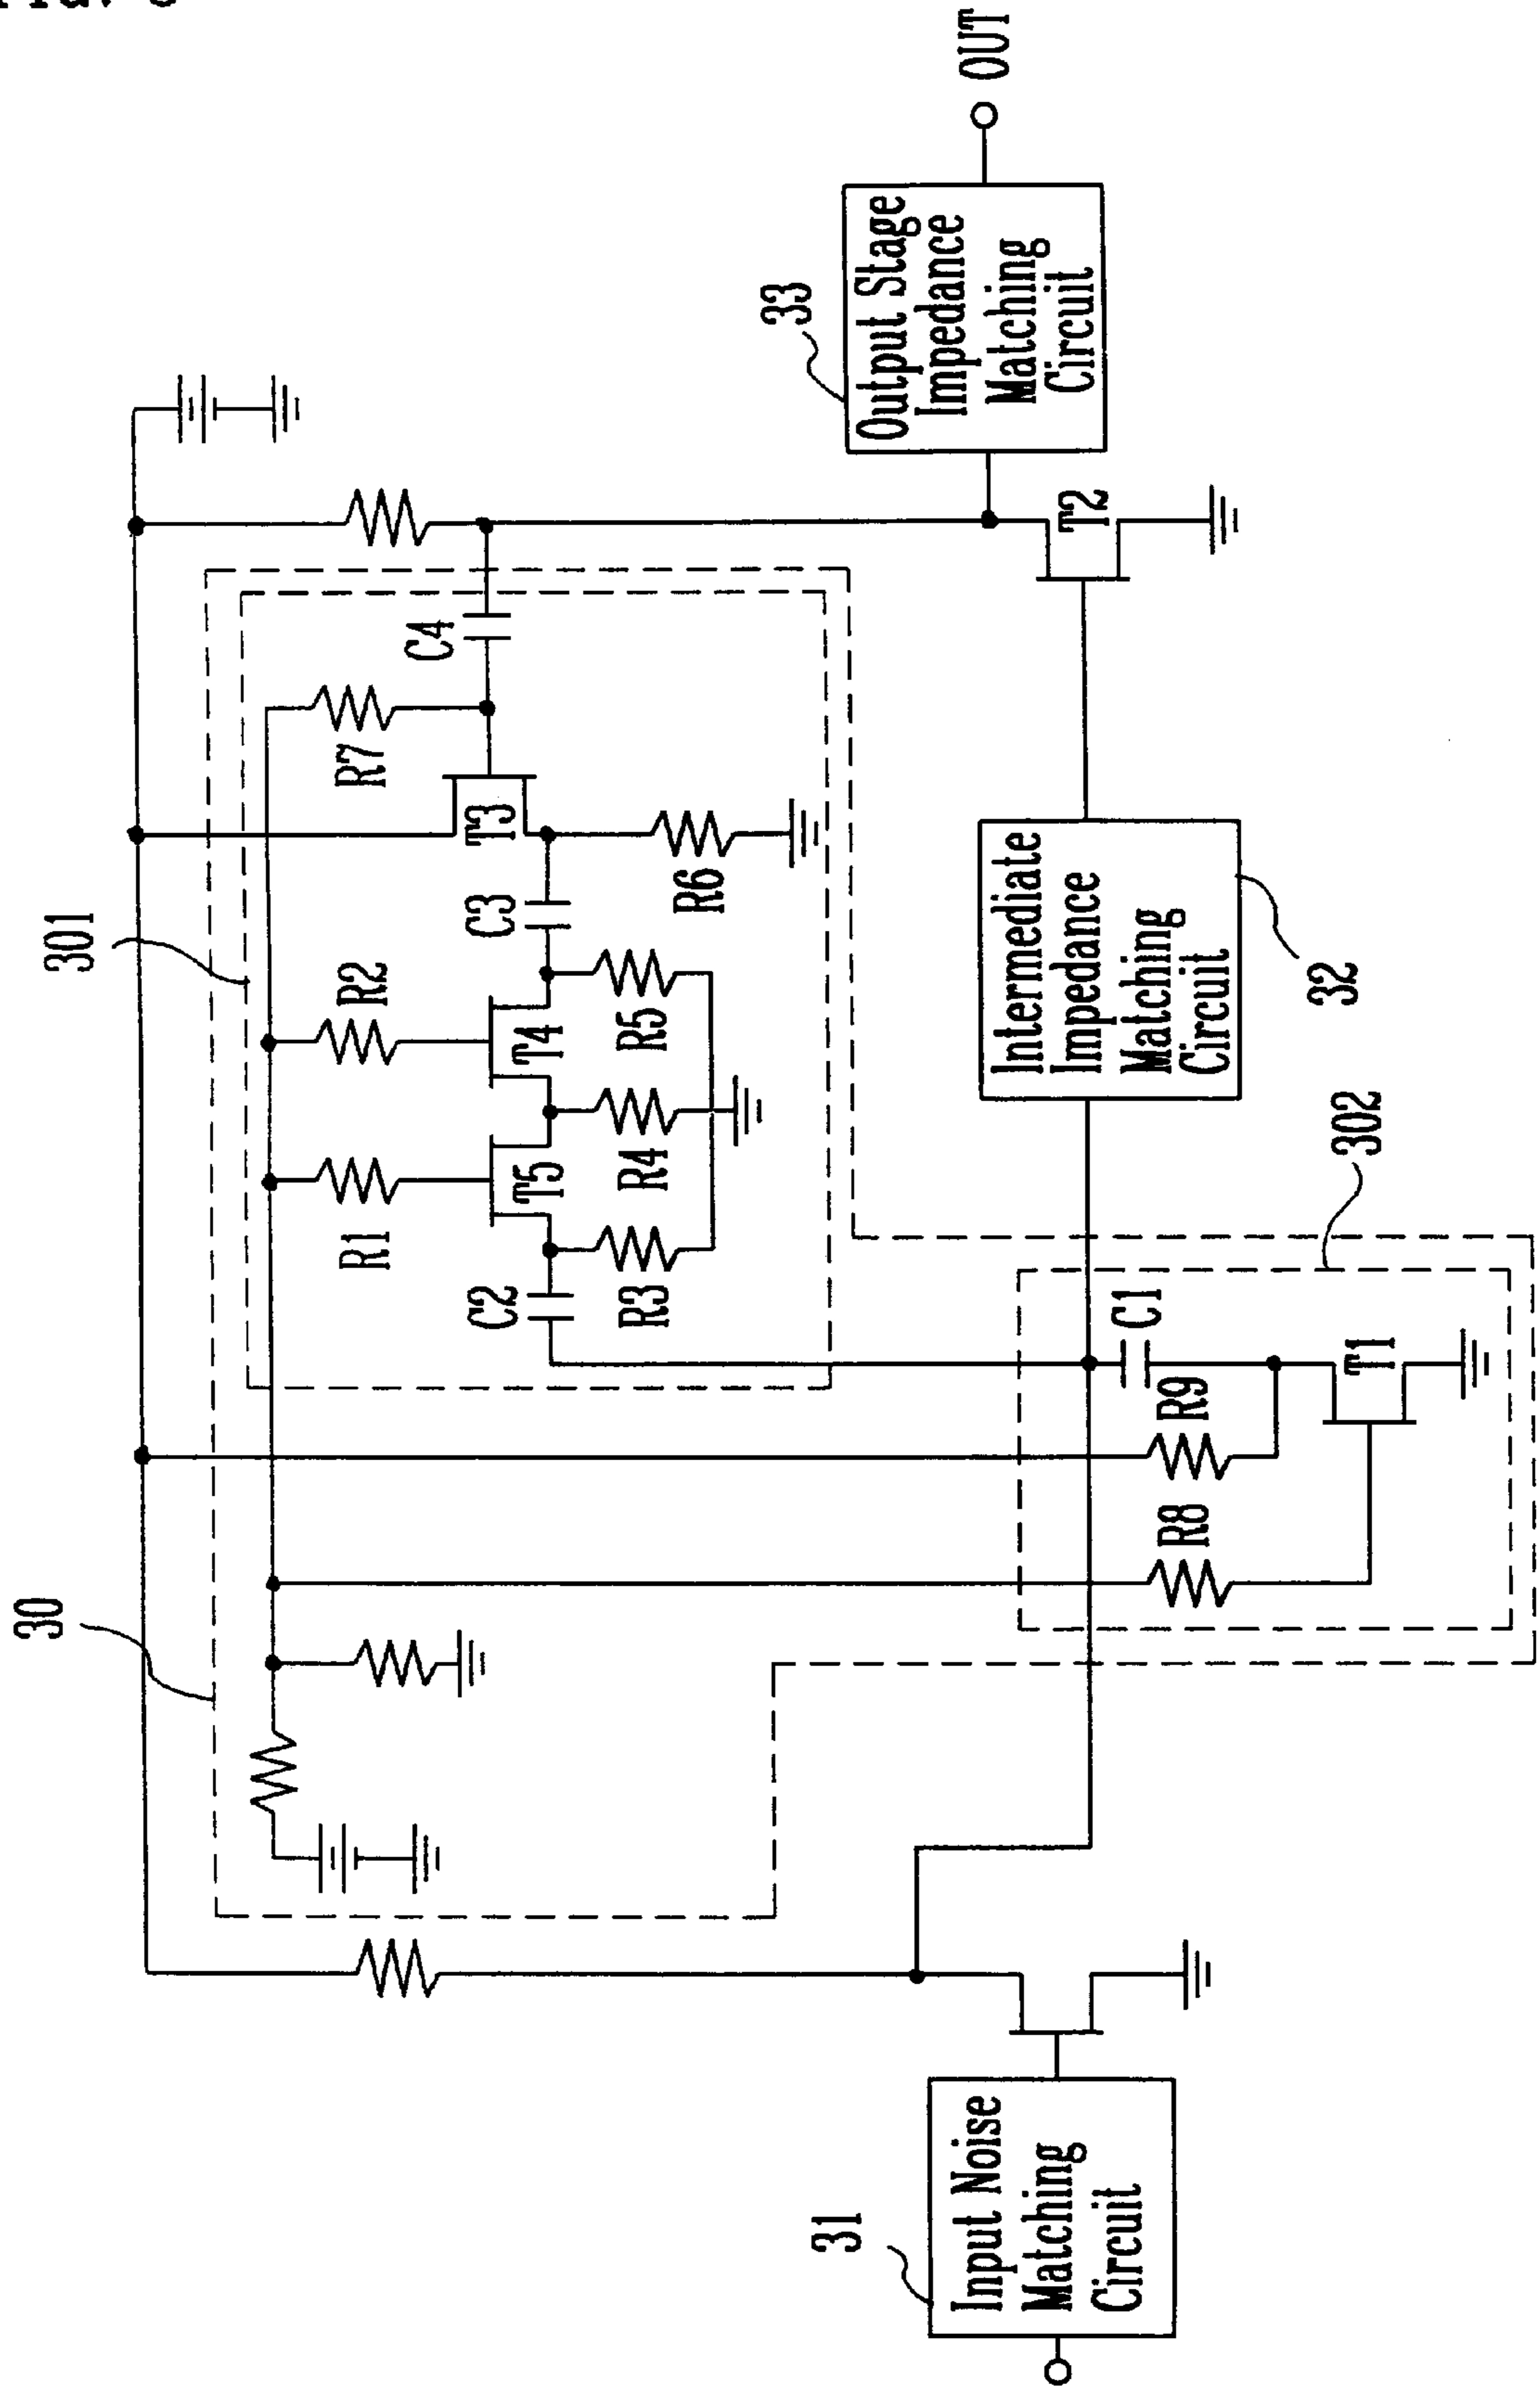 30
301
R1
R2
R7
C4
C2
T5
T4
C3
T3
R3
R4
R5
R6
31
33
Input Noise
Matching
Circuit
Intermediate
Impedance
Matching
Circuit
Output Stage
Impedance
Matching
Circuit
OUT
T2
R8
R9
C1
T1
302
32